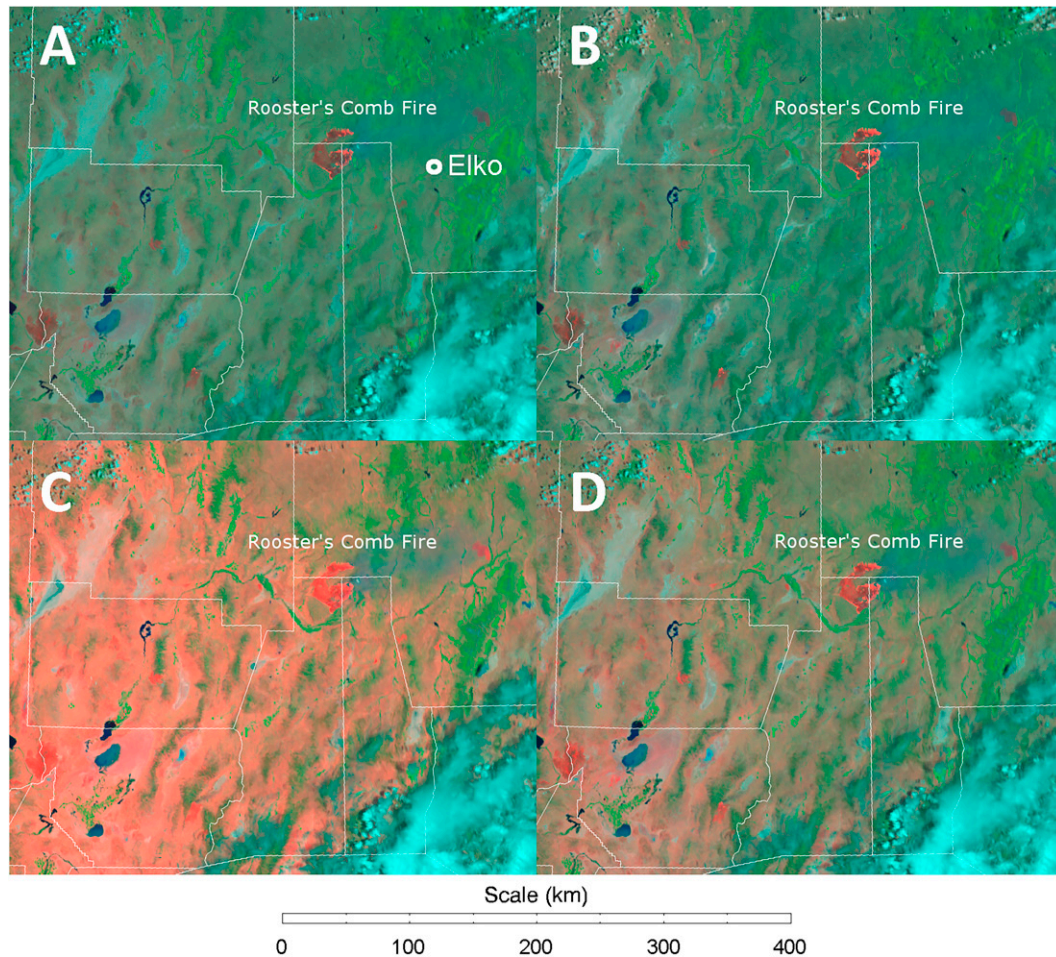 A
B
Rooster's Comb Fire
Rooster's Comb Fire
Elko
C
D
Rooster's Comb Fire
Rooster's Comb Fire
Scale (km)
0 100 200 300 400